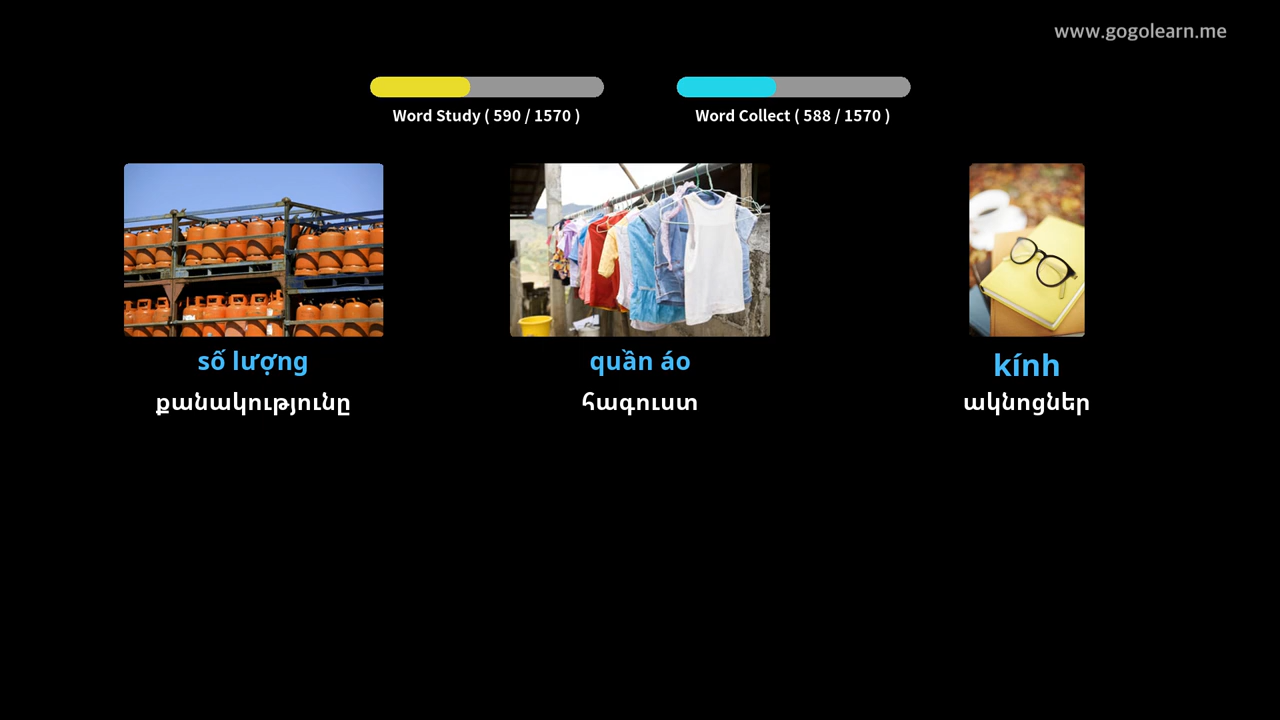 www.gogolearn.me
Word Study ( 590 / 1570 )
Word Collect ( 588 / 1570 )
số lượng
quần áo
kính
քանակությունը
հագուստ
ակնոցներ